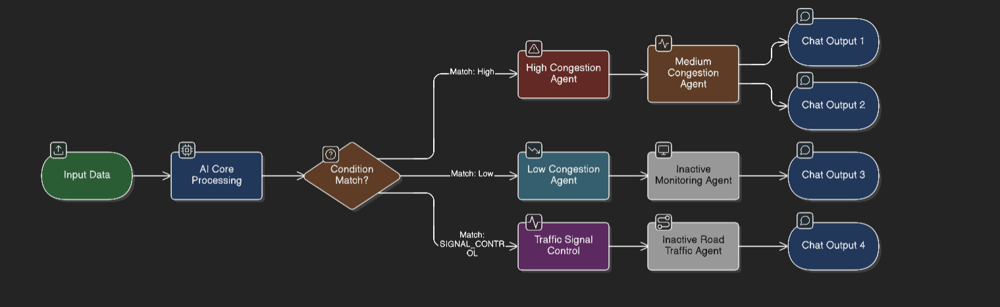 Input Data
AI Core
Processing
Condition
Match?
Match: High
High Congestion
Agent
Medium
Congestion
Agent
Chat Output 1
Chat Output 2
Match: Low
Low Congestion
Agent
Inactive
Monitoring Agent
Chat Output 3
Match:
SIGNAL_CONTR
OL
Traffic Signal
Control
Inactive Road
Traffic Agent
Chat Output 4